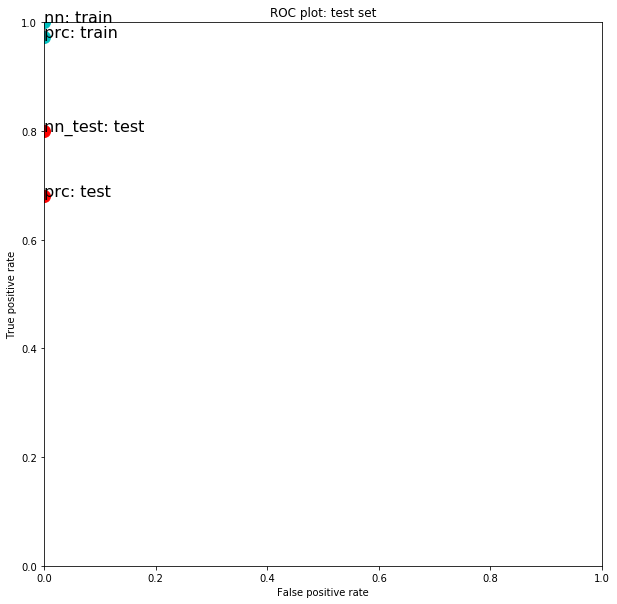 ROC plot: test set
nn: train
prc: train
nn_test: test
prc: test
True positive rate
1.0
0.8
0.6
0.4
0.2
0.0
0.0 0.2 0.4 0.6 0.8 1.0
False positive rate